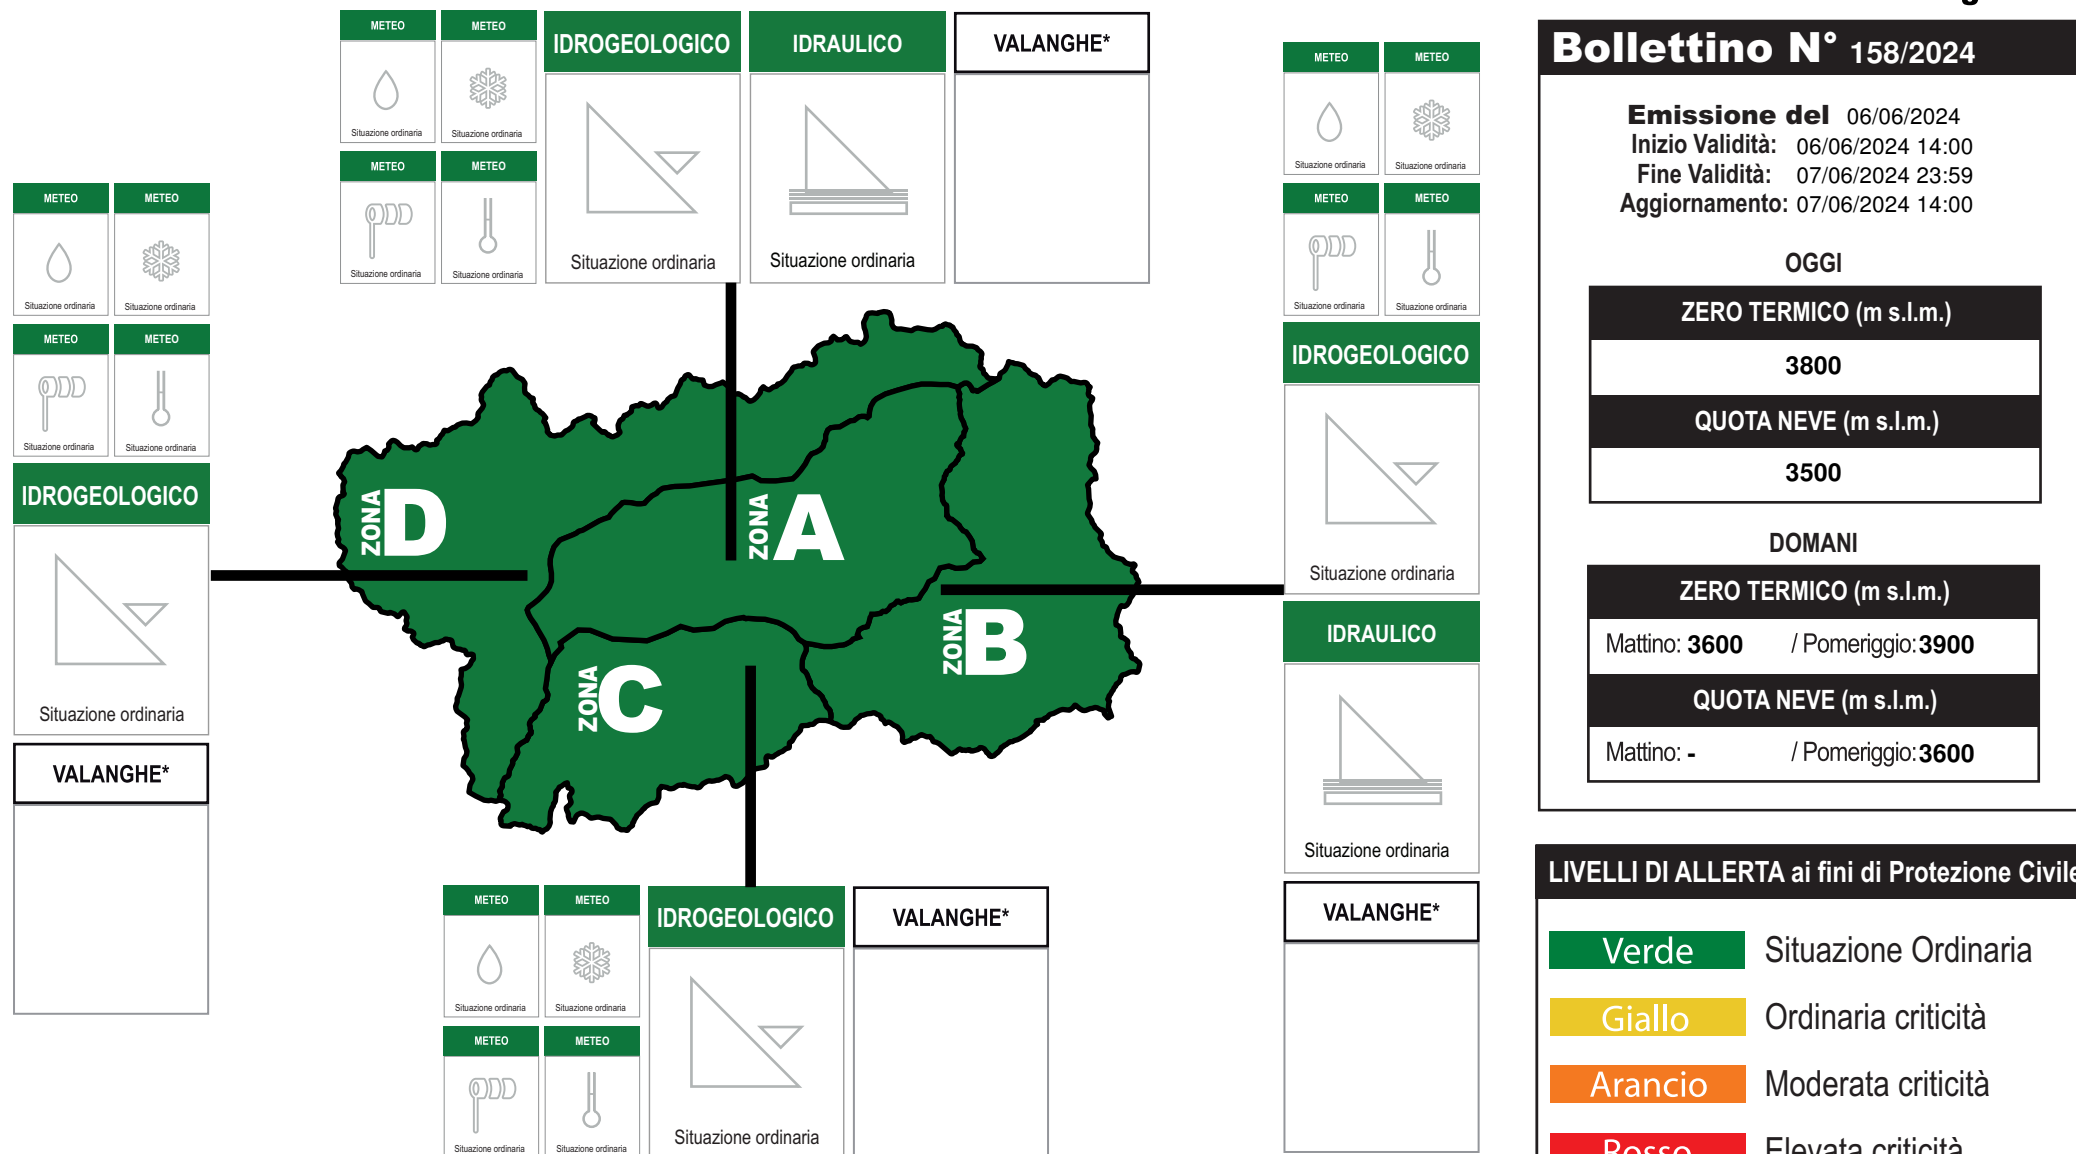 METEO
METEO
IDROGEOLOGICO
IDRAULICO
VALANGHE*
Situazione ordinaria
Situazione ordinaria
METEO
METEO
Situazione ordinaria
Situazione ordinaria
Situazione ordinaria
Situazione ordinaria
METEO
METEO
Situazione ordinaria
Situazione ordinaria
METEO
METEO
Situazione ordinaria
Situazione ordinaria
IDROGEOLOGICO
Situazione ordinaria
VALANGHE*
ZONA D
ZONA A
ZONA B
ZONA C
METEO
METEO
Situazione ordinaria
Situazione ordinaria
METEO
METEO
Situazione ordinaria
Situazione ordinaria
IDROGEOLOGICO
Situazione ordinaria
IDRAULICO
Situazione ordinaria
VALANGHE*
METEO
METEO
IDROGEOLOGICO
VALANGHE*
Situazione ordinaria
Situazione ordinaria
METEO
METEO
Situazione ordinaria
Situazione ordinaria
Situazione ordinaria
Bollettino N° 158/2024
Emissione del 06/06/2024
Inizio Validità: 06/06/2024 14:00
Fine Validità: 07/06/2024 23:59
Aggiornamento: 07/06/2024 14:00
OGGI
ZERO TERMICO (m s.l.m.)
3800
QUOTA NEVE (m s.l.m.)
3500
DOMANI
ZERO TERMICO (m s.l.m.)
Mattino: 3600 / Pomeriggio: 3900
QUOTA NEVE (m s.l.m.)
Mattino: - / Pomeriggio: 3600
LIVELLI DI ALLERTA ai fini di Protezione Civile
Verde Situazione Ordinaria
Giallo Ordinaria criticità
Arancio Moderata criticità
Rosso Elevata criticità